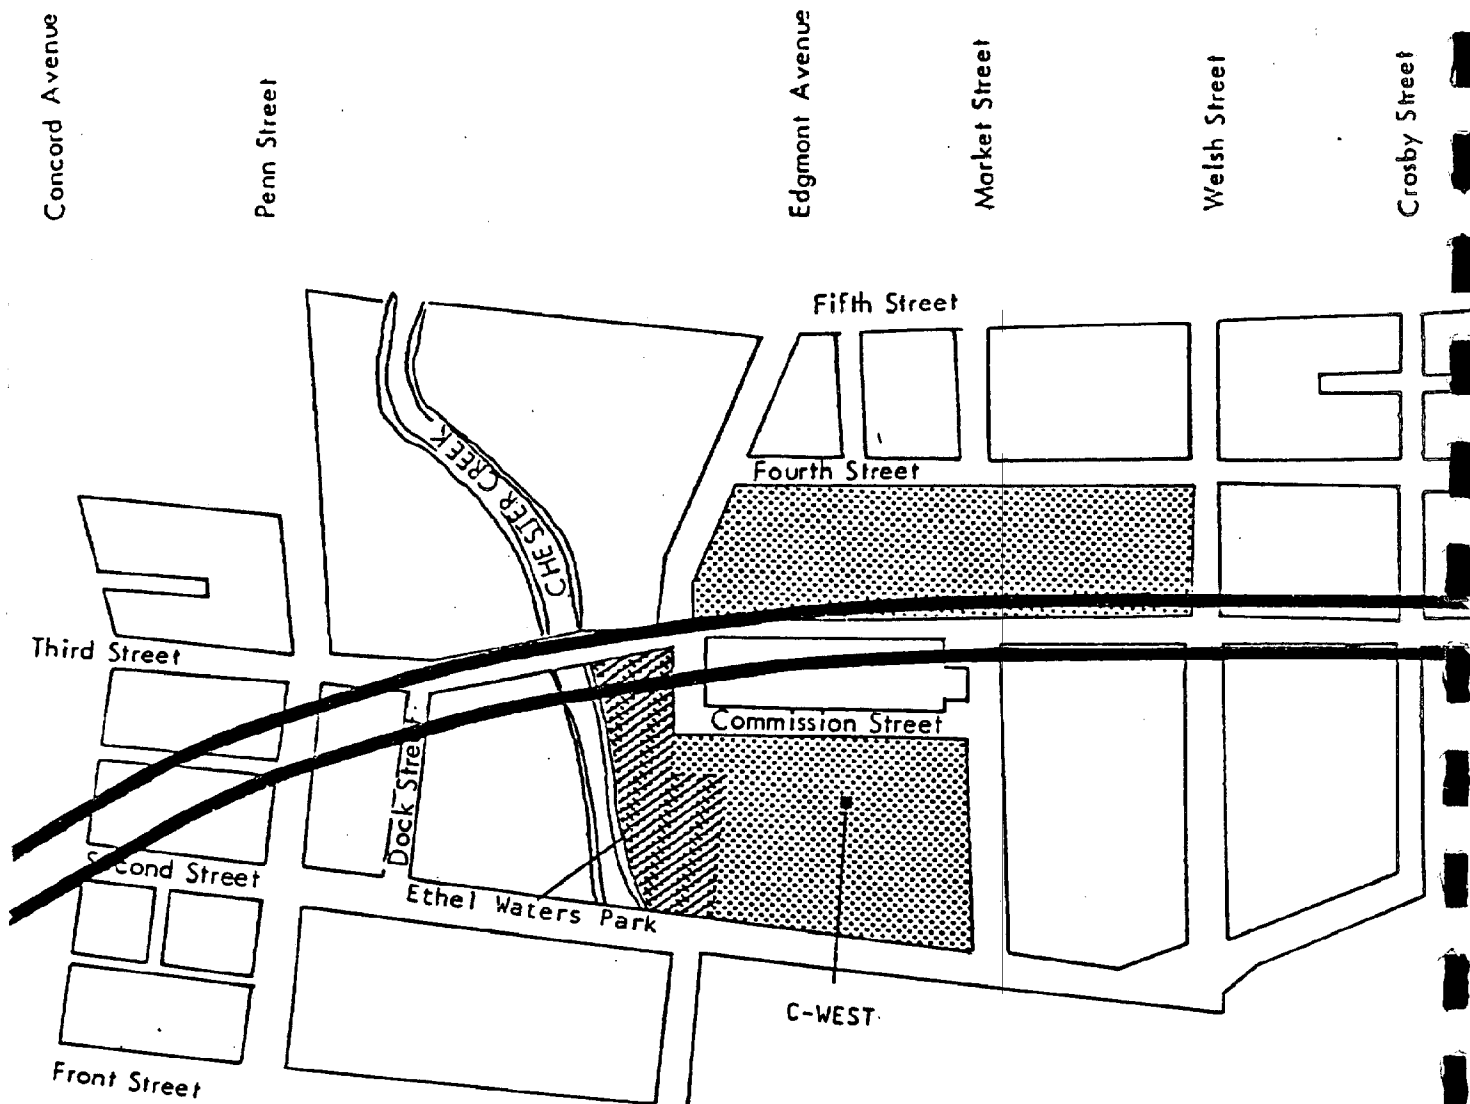 Concord Avenue
Penn Street
Edgmont Avenue
Market Street
Welsh Street
Crosby Street
Fifth Street
CHESTER CREEK
Fourth Street
Third Street
Commission Street
Dock Street
Second Street
Ethel Waters Park
C-WEST
Front Street